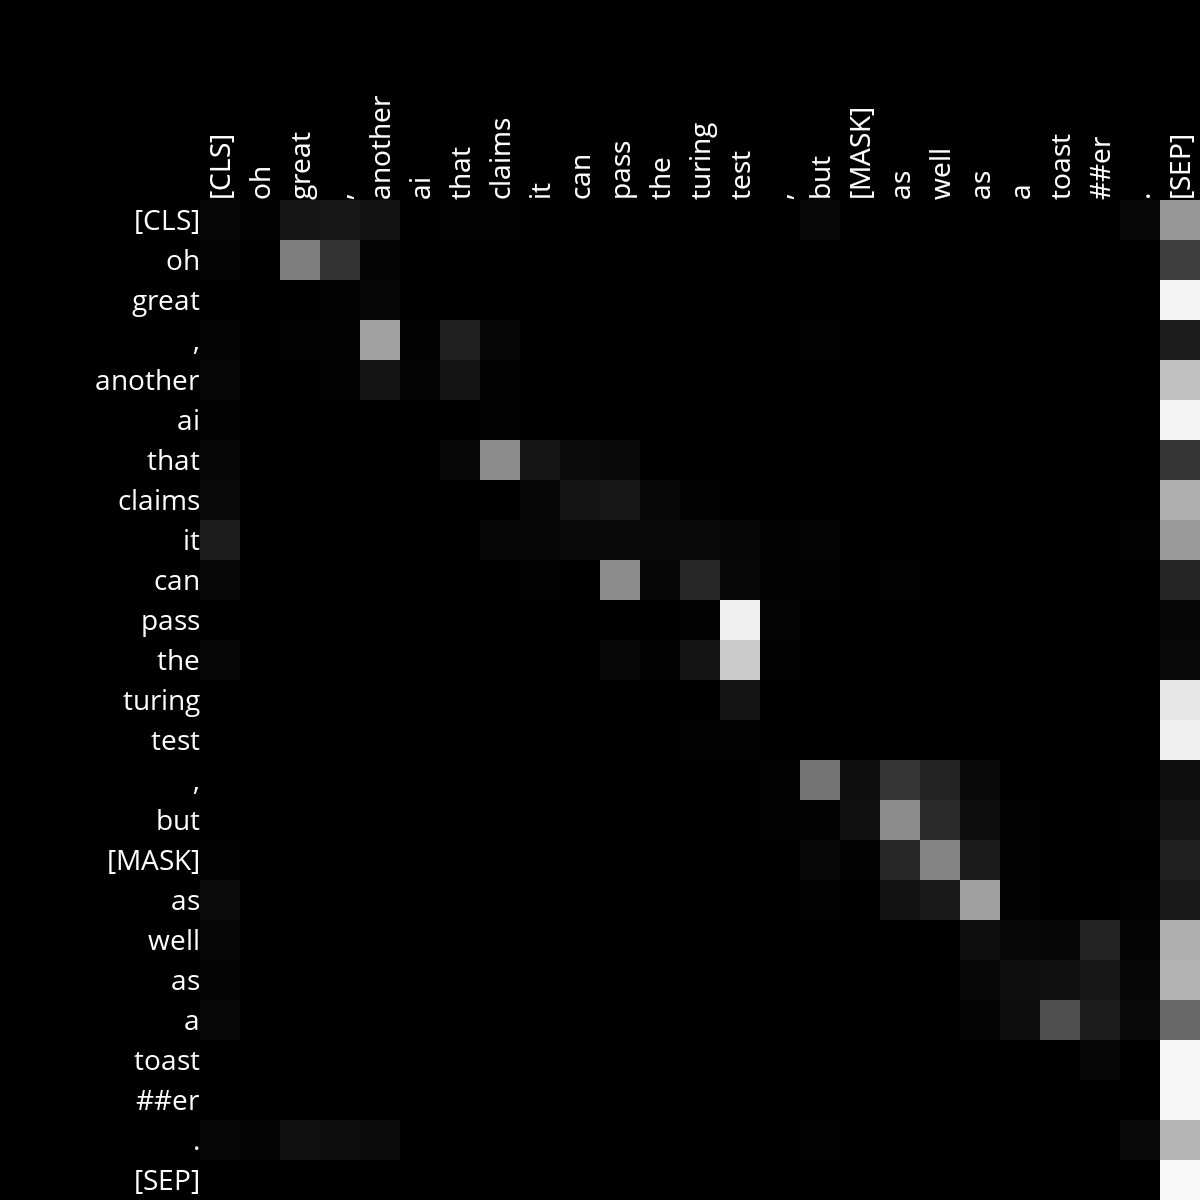 [CLS] oh great , another ai that claims it can pass the turing test , but [MASK] as well as a toast ##er . [SEP]
[CLS]
oh
great
,
another
ai
that
claims
it
can
pass
the
turing
test
,
but
[MASK]
as
well
as
a
toast
##er
.
[SEP]